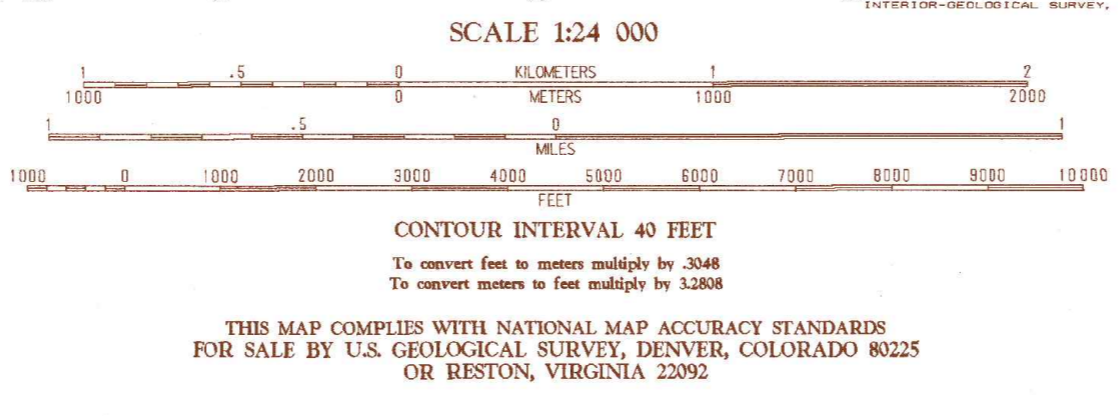 INTERIOR-GEOLOGICAL SURVEY,
SCALE 1:24 000
1 .5 0 KILOMETERS 1 2
1000 0 METERS 1000 2000
1 .5 0 1
MILES
1000 0 1000 2000 3000 4000 5000 6000 7000 8000 9000 10000
FEET
CONTOUR INTERVAL 40 FEET
To convert feet to meters multiply by .3048
To convert meters to feet multiply by 3.2808
THIS MAP COMPLIES WITH NATIONAL MAP ACCURACY STANDARDS
FOR SALE BY U.S. GEOLOGICAL SURVEY, DENVER, COLORADO 80225
OR RESTON, VIRGINIA 22092